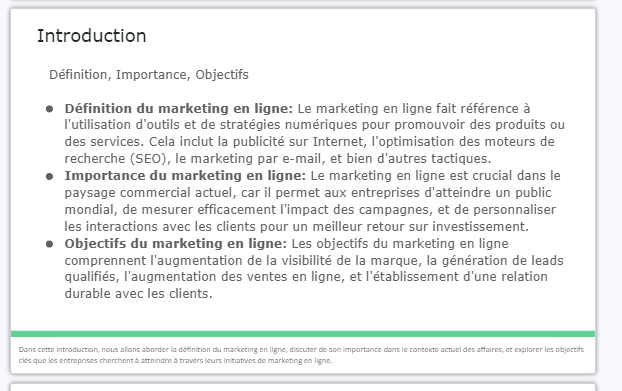 Introduction
Définition, Importance, Objectifs
● Définition du marketing en ligne: Le marketing en ligne fait référence à
l'utilisation d'outils et de stratégies numériques pour promouvoir des produits ou
des services. Cela inclut la publicité sur Internet, l'optimisation des moteurs de
recherche (SEO), le marketing par e-mail, et bien d'autres tactiques.
● Importance du marketing en ligne: Le marketing en ligne est crucial dans le
paysage commercial actuel, car il permet aux entreprises d'atteindre un public
mondial, de mesurer efficacement l'impact des campagnes, et de personnaliser
les interactions avec les clients pour un meilleur retour sur investissement.
● Objectifs du marketing en ligne: Les objectifs du marketing en ligne
comprennent l'augmentation de la visibilité de la marque, la génération de leads
qualifiés, l'augmentation des ventes en ligne, et l'établissement d'une relation
durable avec les clients.
Dans cette introduction, nous allons aborder la définition du marketing en ligne, discuter de son importance dans le contexte actuel des affaires, et explorer les objectifs
clés que les entreprises cherchent à atteindre à travers leurs initiatives de marketing en ligne.